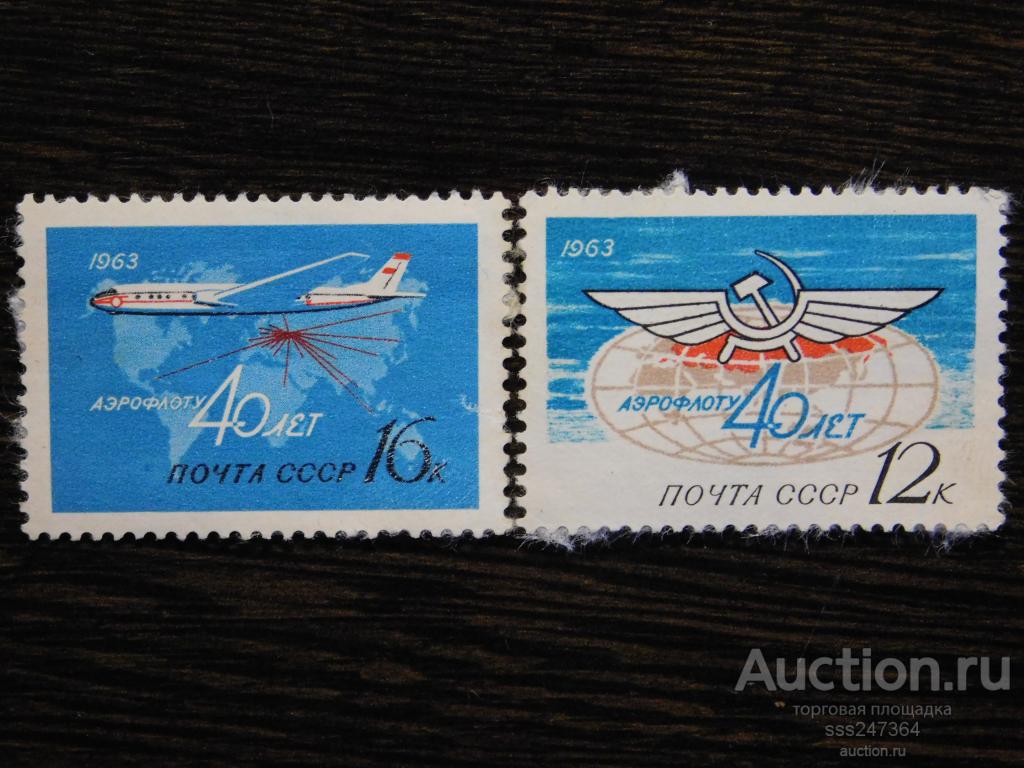 1963
АЭРОФЛОТУ 40 ЛЕТ
ПОЧТА СССР 16К
1963
АЭРОФЛОТУ 40 ЛЕТ
ПОЧТА СССР 12К
Auction.ru
торговая площадка
sss247364
auction.ru